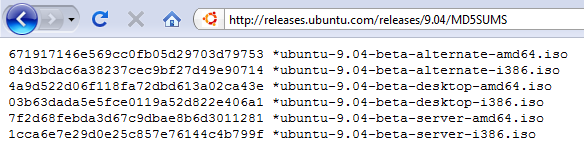 http://releases.ubuntu.com/releases/9.04/MD5SUMS
671917146e569cc0fb05d29703d79753 *ubuntu-9.04-beta-alternate-amd64.iso
84d3bdac6a38237cec9bf27d49e90714 *ubuntu-9.04-beta-alternate-i386.iso
4a9d522d06f118fa72dbd613a02ca43e *ubuntu-9.04-beta-desktop-amd64.iso
03b63dada5e5fce0119a52d822e406a1 *ubuntu-9.04-beta-desktop-i386.iso
7f2d68febda3d67c9dbae8b6d3011281 *ubuntu-9.04-beta-server-amd64.iso
1cca6e7e29d0e25c857e76144c4b799f *ubuntu-9.04-beta-server-i386.iso